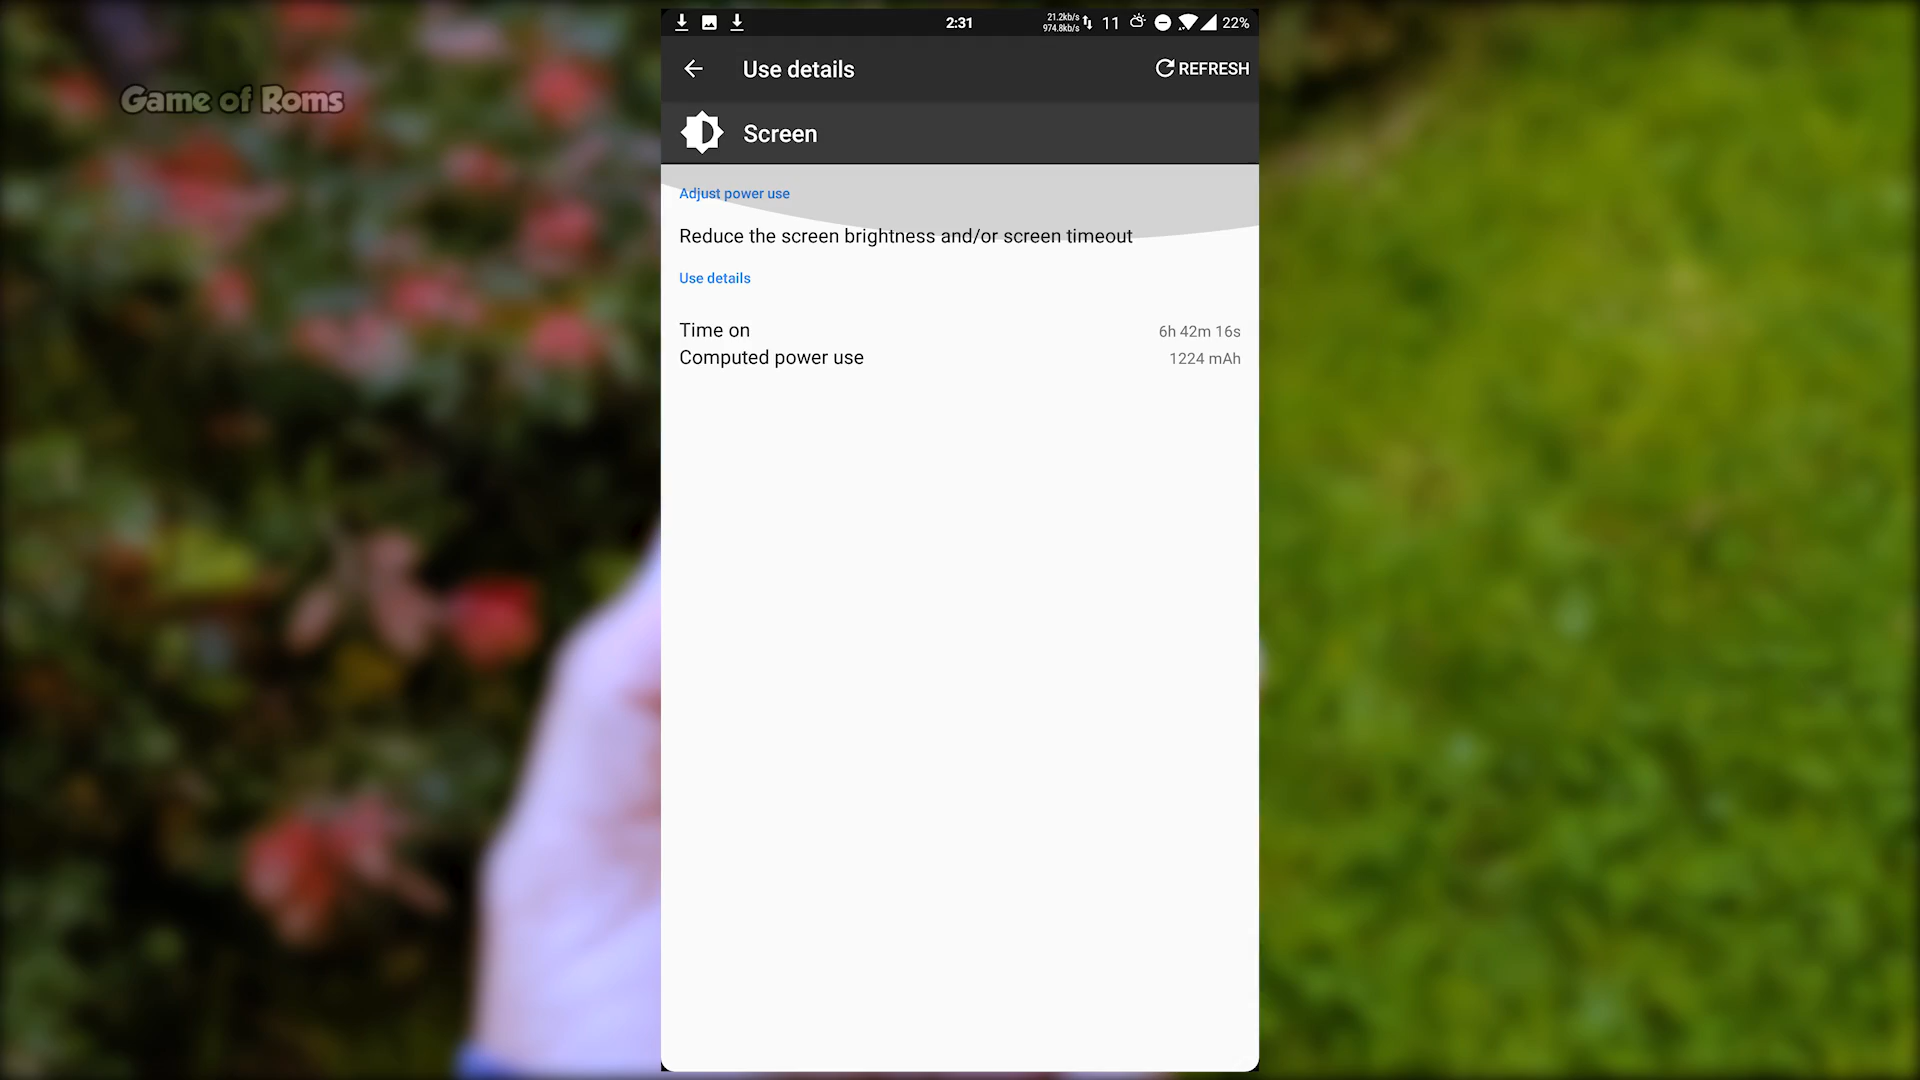 2:31
21.2kb/s
974.8kb/s
11
22%
Use details
REFRESH
Game of Roms
Screen
Adjust power use
Reduce the screen brightness and/or screen timeout
Use details
Time on 6h 42m 16s
Computed power use 1224 mAh